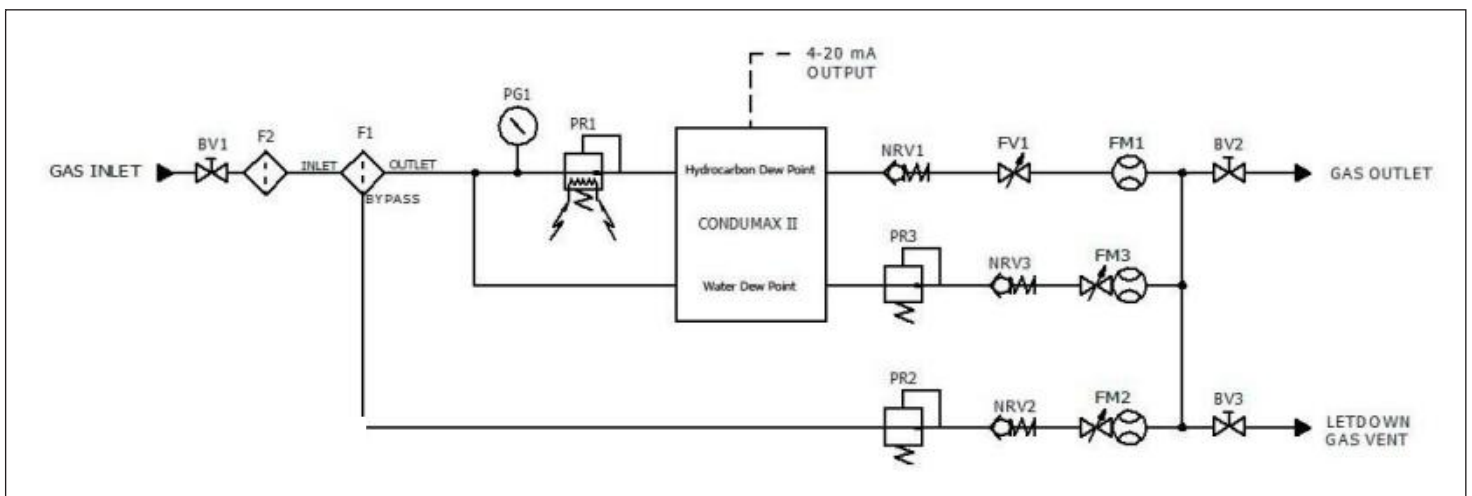 4-20 mA
OUTPUT
PG1
PR1
BV1
F2
F1
GAS INLET
INLET
OUTLET
BYPASS
Hydrocarbon Dew Point
CONDUMAX II
Water Dew Point
NRV1
FV1
FM1
BV2
GAS OUTLET
PR3
NRV3
FM3
PR2
NRV2
FM2
BV3
LETDOWN
GAS VENT